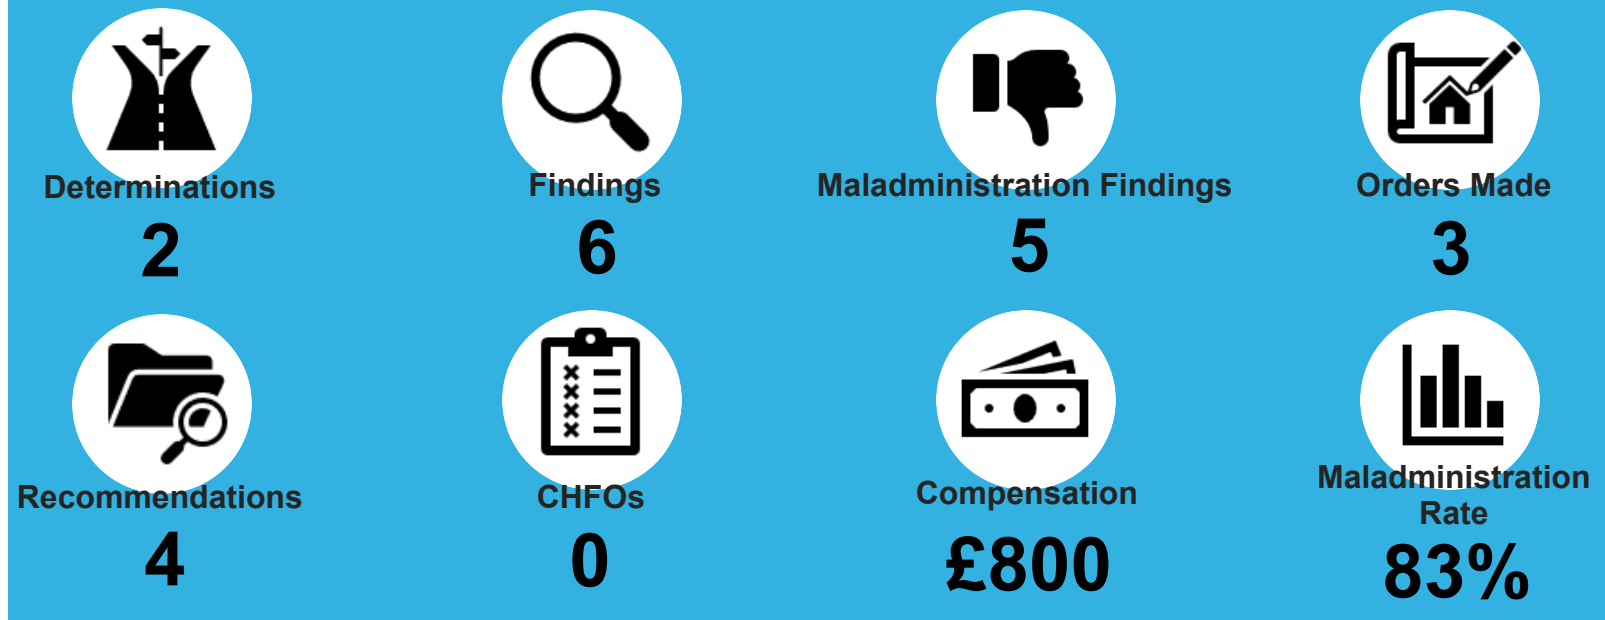 Determinations
2
Findings
6
Maladministration Findings
5
Orders Made
3
Recommendations
4
CHFOs
0
Compensation
£800
Maladministration
Rate
83%